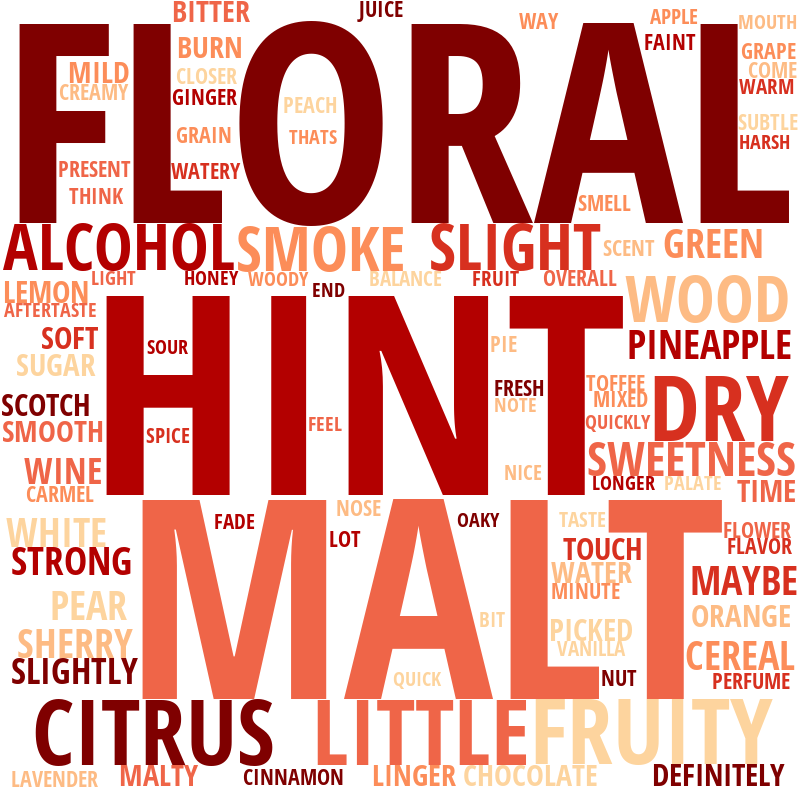 BITTER
JUICE
WAY
APPLE
MOUTH
FLORAL
BURN
FAINT
GRAPE
MILD
CLOSER
COME
CREAMY
GINGER
PEACH
WARM
GRAIN
THATS
SUBTLE
HARSH
PRESENT
WATERY
THINK
SMELL
ALCOHOL
SMOKE
SLIGHT
SCENT
GREEN
LIGHT
HONEY
WOODY
BALANCE
FRUIT
OVERALL
LEMON
END
WOOD
AFTERTASTE
HINT
SOFT
SOUR
PIE
PINEAPPLE
SUGAR
FRESH
TOFFEE
DRY
SCOTCH
NOTE
MIXED
SMOOTH
SPICE
FEEL
QUICKLY
WINE
NICE
SWEETNESS
CARMEL
LONGER
PALATE
TIME
MALT
NOSE
WHITE
FADE
OAKY
TASTE
FLOWER
LOT
FLAVOR
STRONG
TOUCH
WATER
MAYBE
MINUTE
PEAR
BIT
PICKED
ORANGE
SHERRY
VANILLA
CEREAL
SLIGHTLY
QUICK
NUT
PERFUME
CITRUS
LITTLE
FRUITY
LAVENDER
MALTY
CINNAMON
LINGER
CHOCOLATE
DEFINITELY